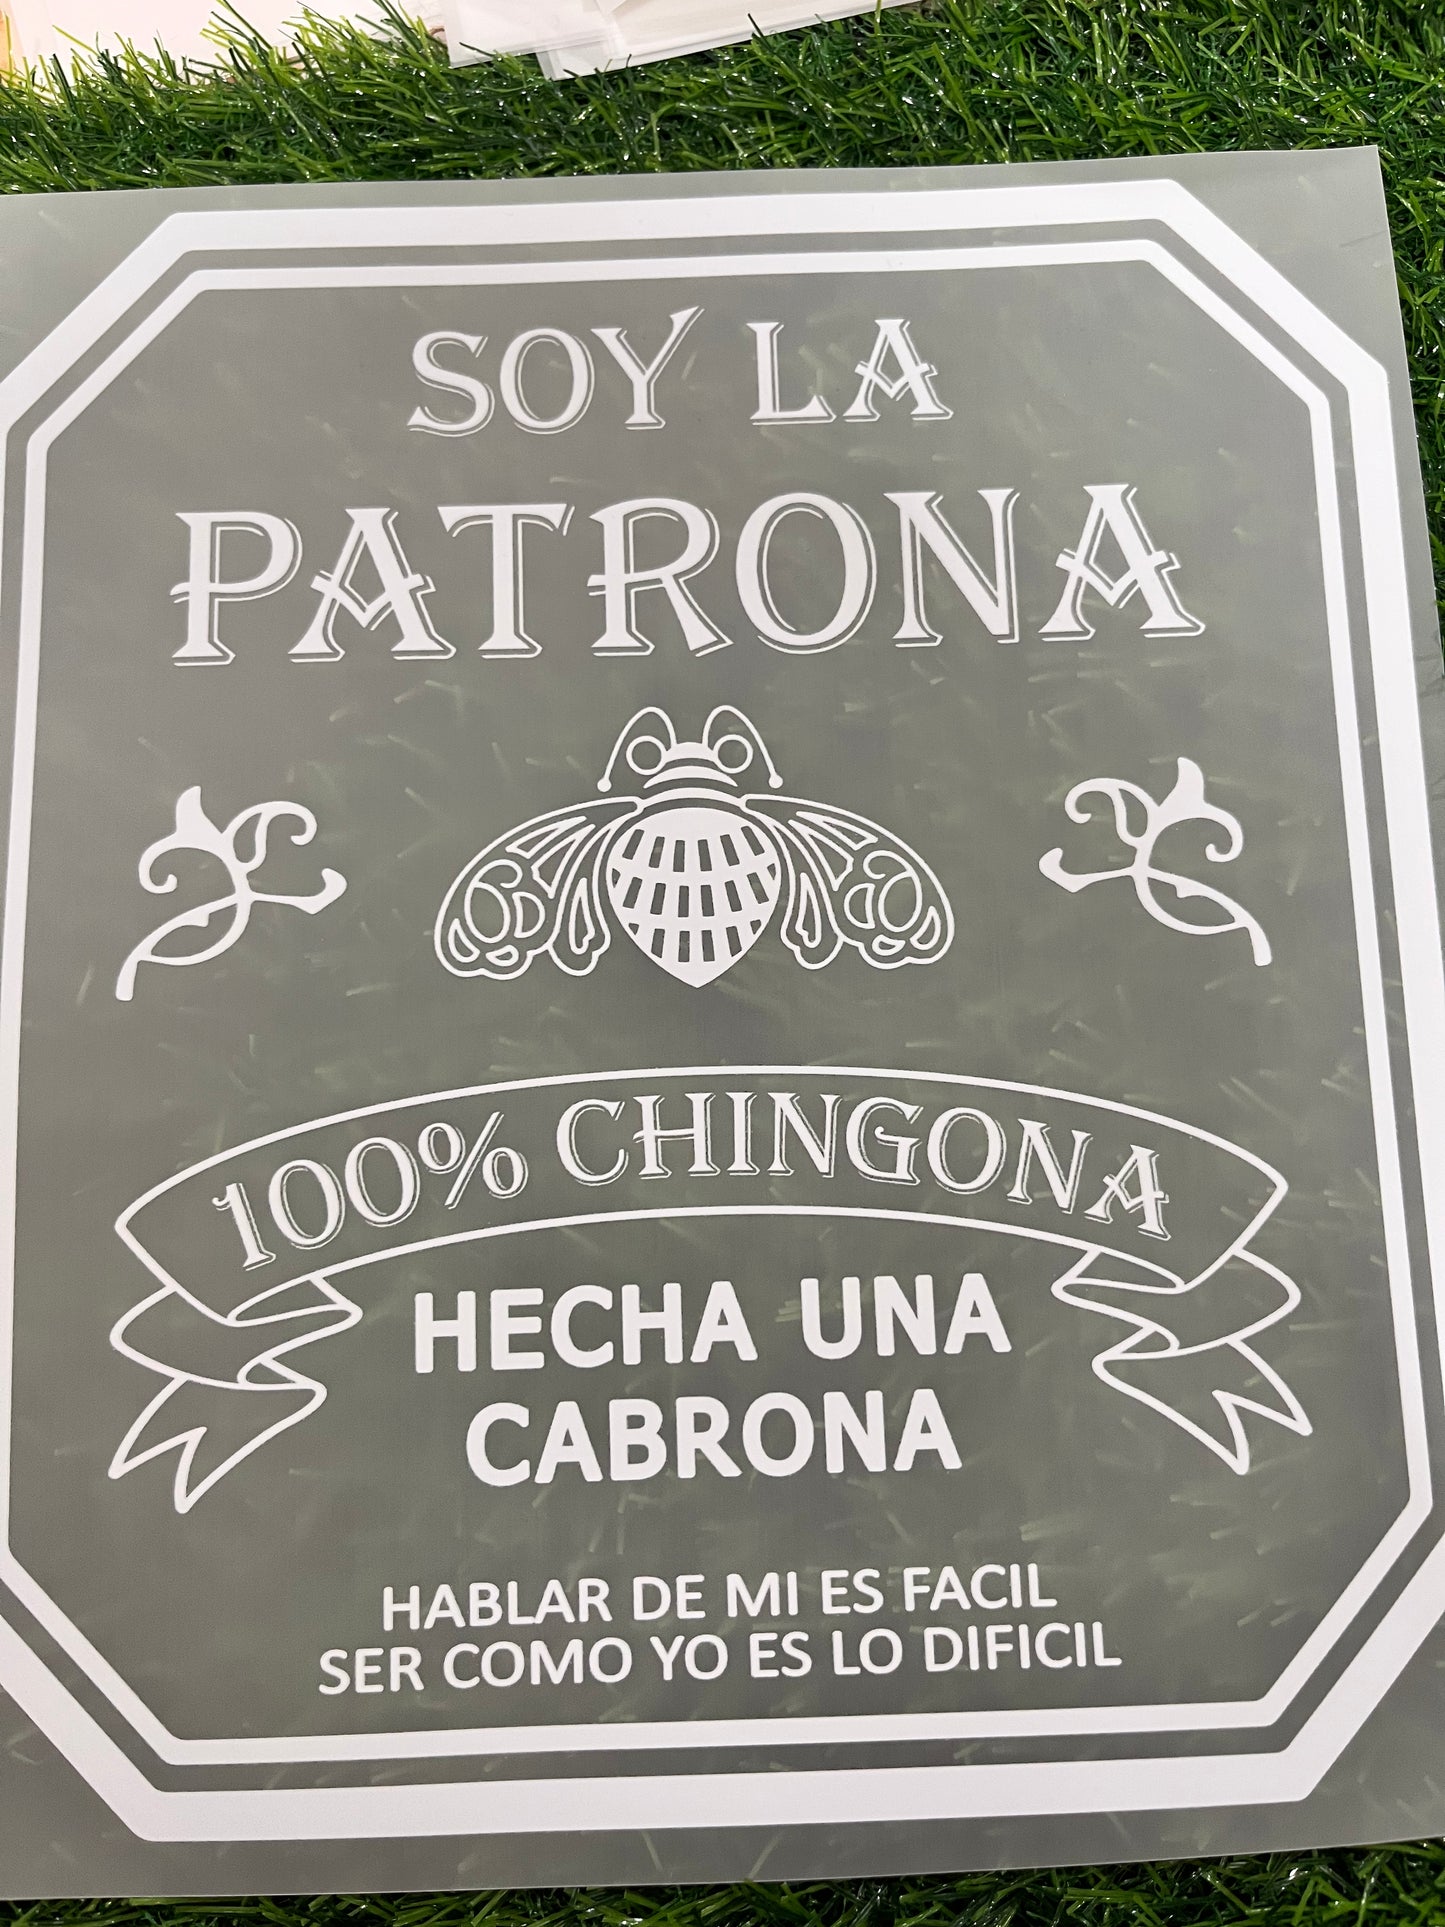 SOY LA
PATRONA
100% CHINGONA
HECHA UNA
CABRONA
HABLAR DE MI ES FACIL
SER COMO YO ES LO DIFICIL